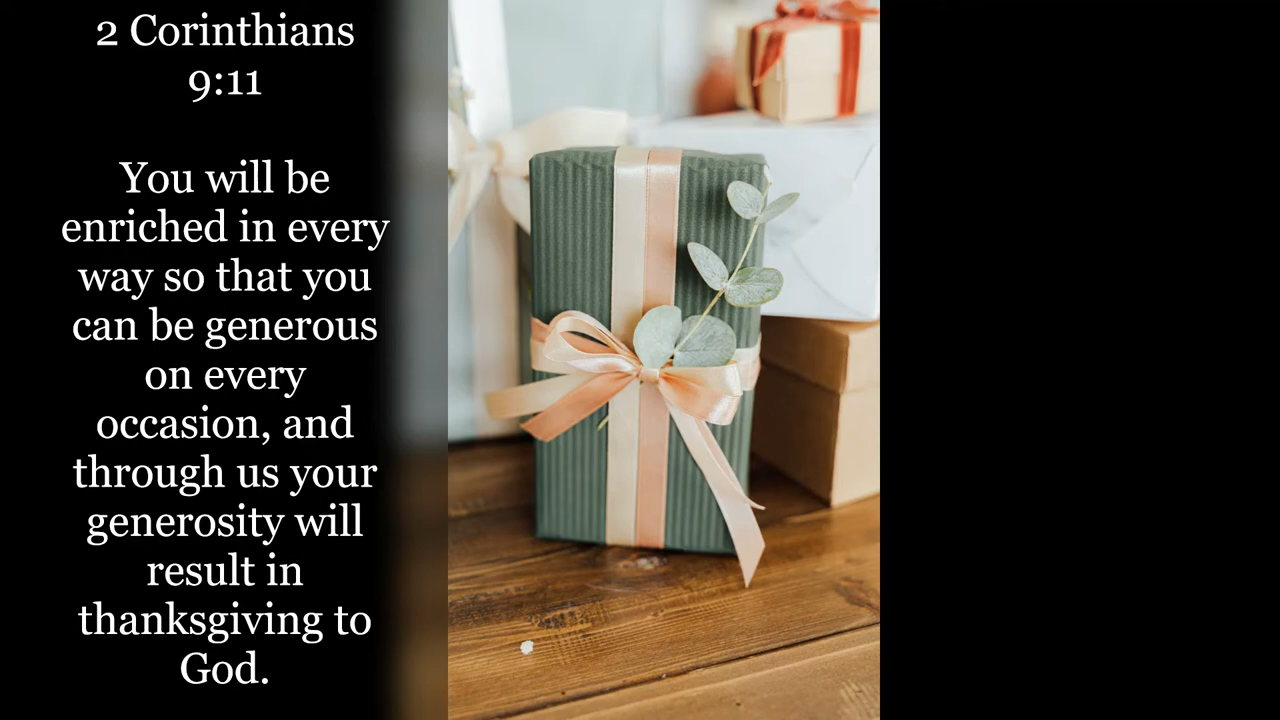 2 Corinthians
9:11
You will be
enriched in every
way so that you
can be generous
on every
occasion, and
through us your
generosity will
result in
thanksgiving to
God.